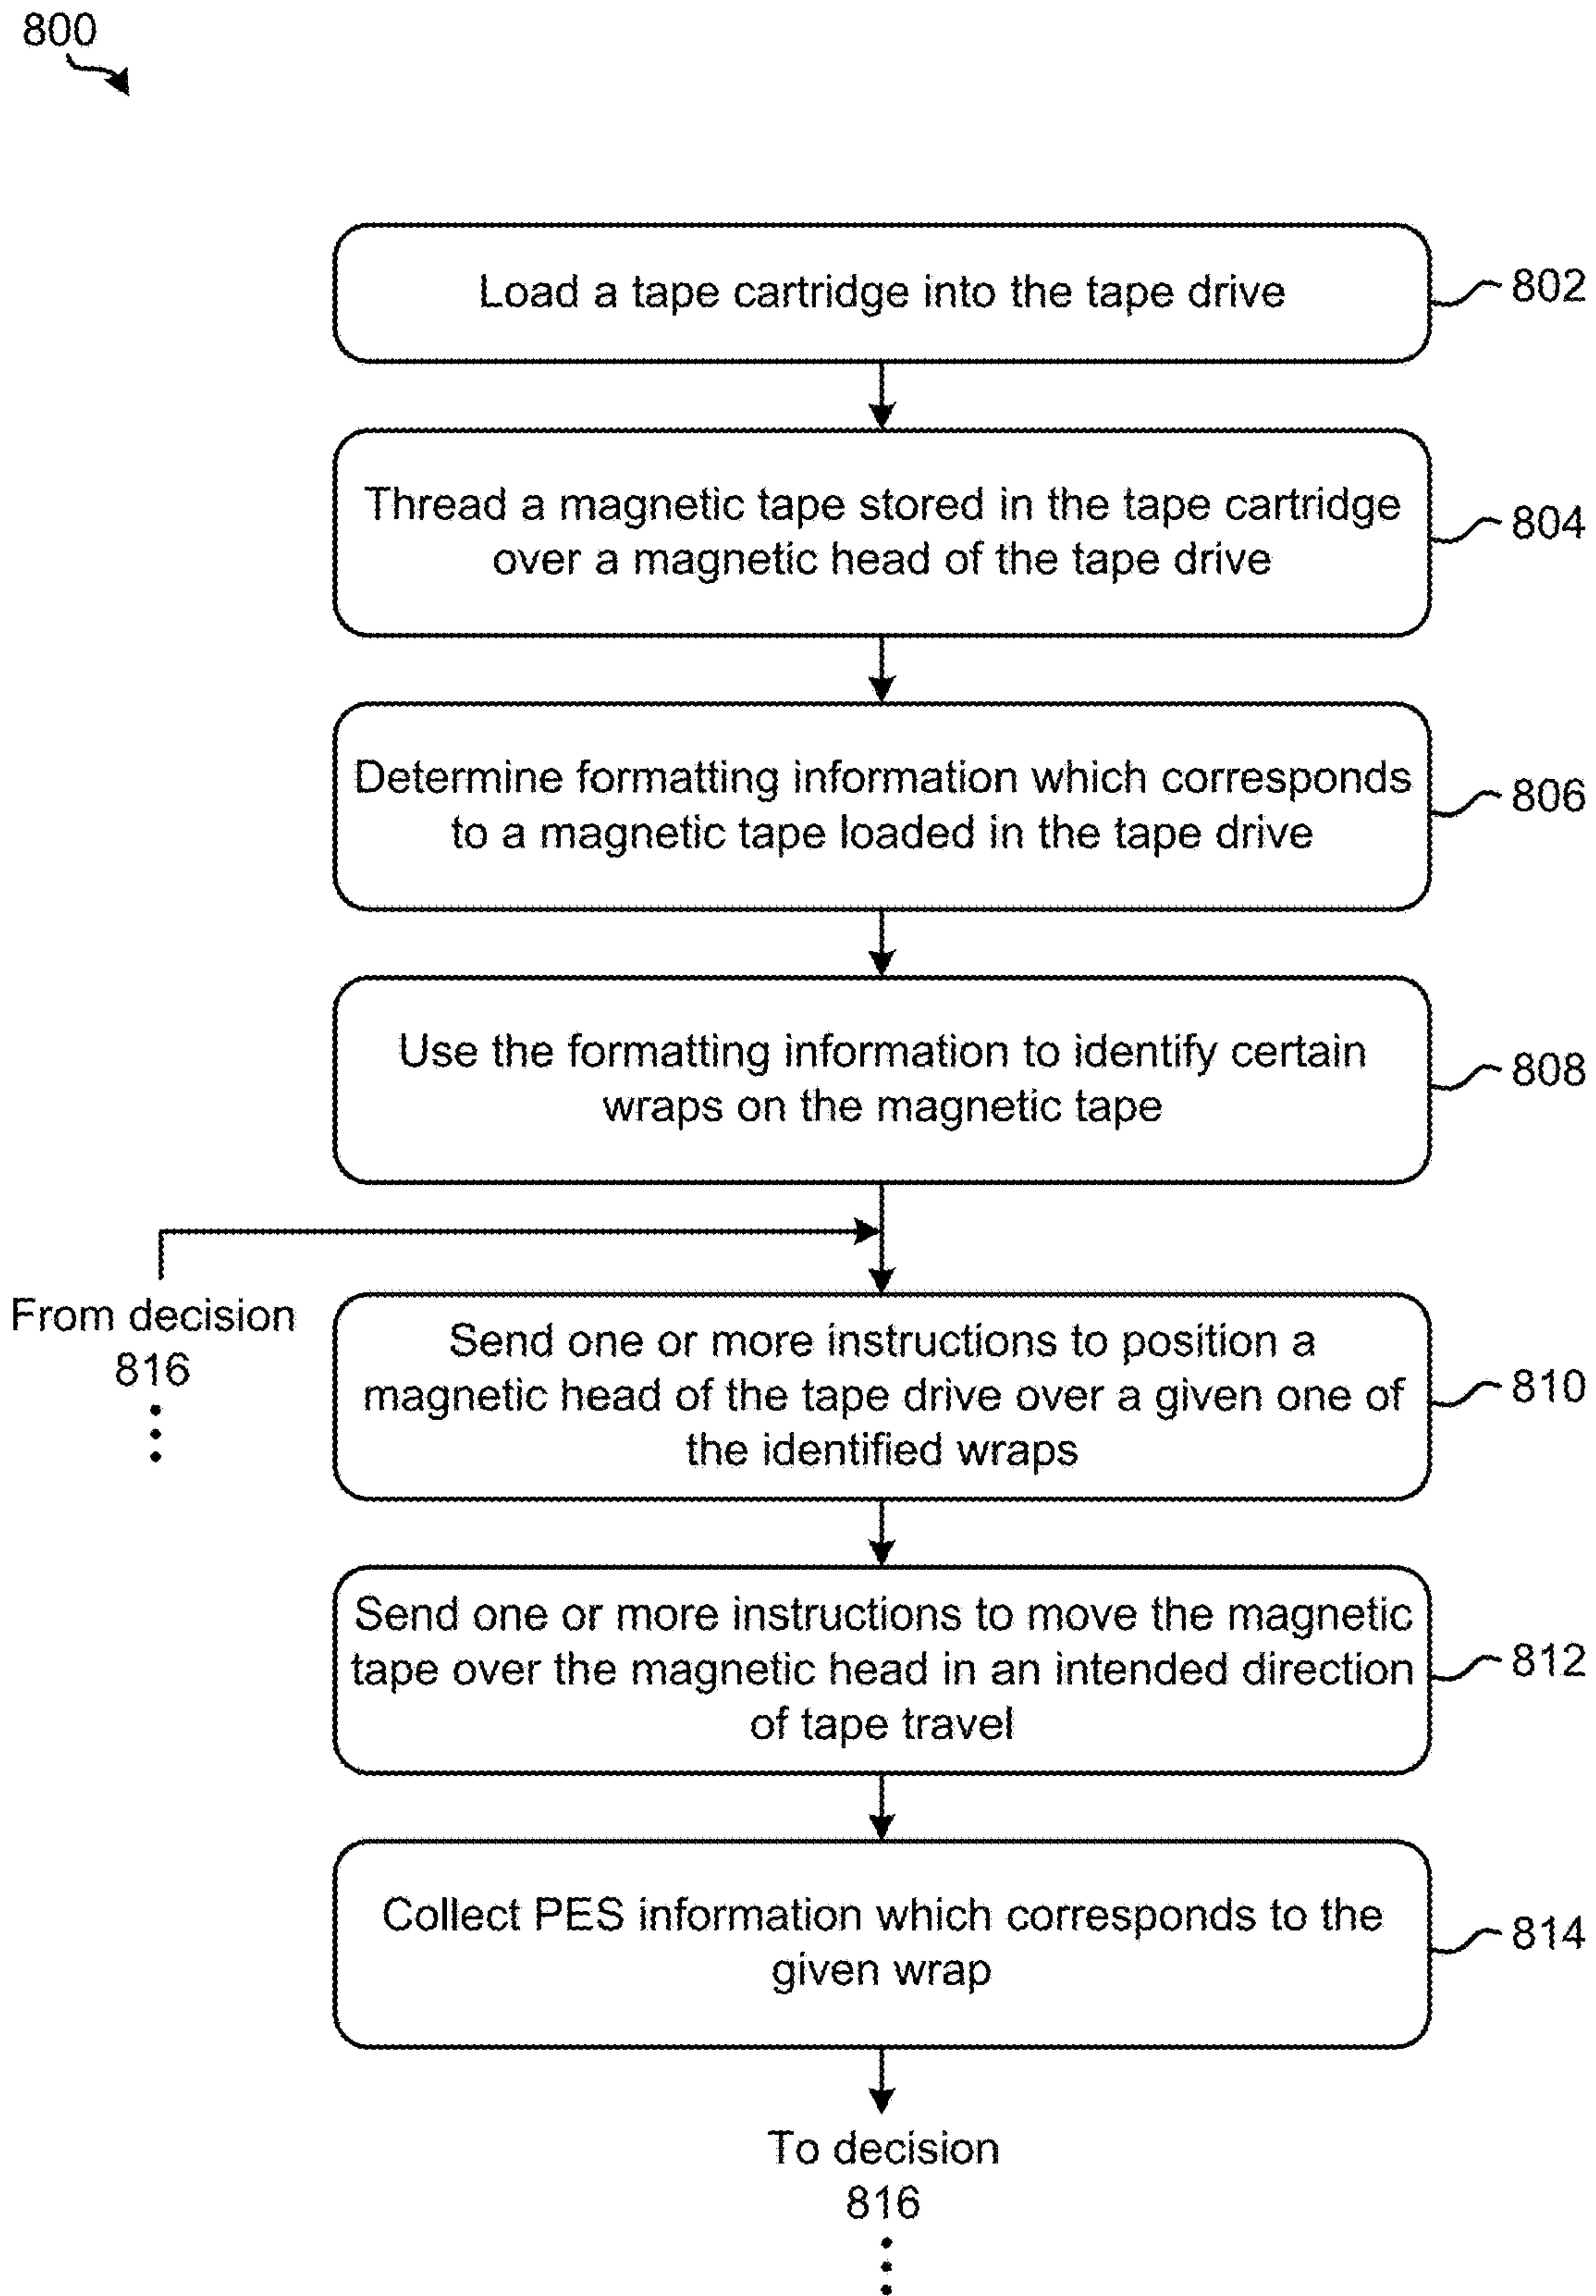 800
Load a tape cartridge into the tape drive
802
Thread a magnetic tape stored in the tape cartridge
over a magnetic head of the tape drive
804
Determine formatting information which corresponds
to a magnetic tape loaded in the tape drive
806
Use the formatting information to identify certain
wraps on the magnetic tape
808
From decision
816
Send one or more instructions to position a
magnetic head of the tape drive over a given one of
the identified wraps
810
Send one or more instructions to move the magnetic
tape over the magnetic head in an intended direction
of tape travel
812
Collect PES information which corresponds to the
given wrap
814
To decision
816